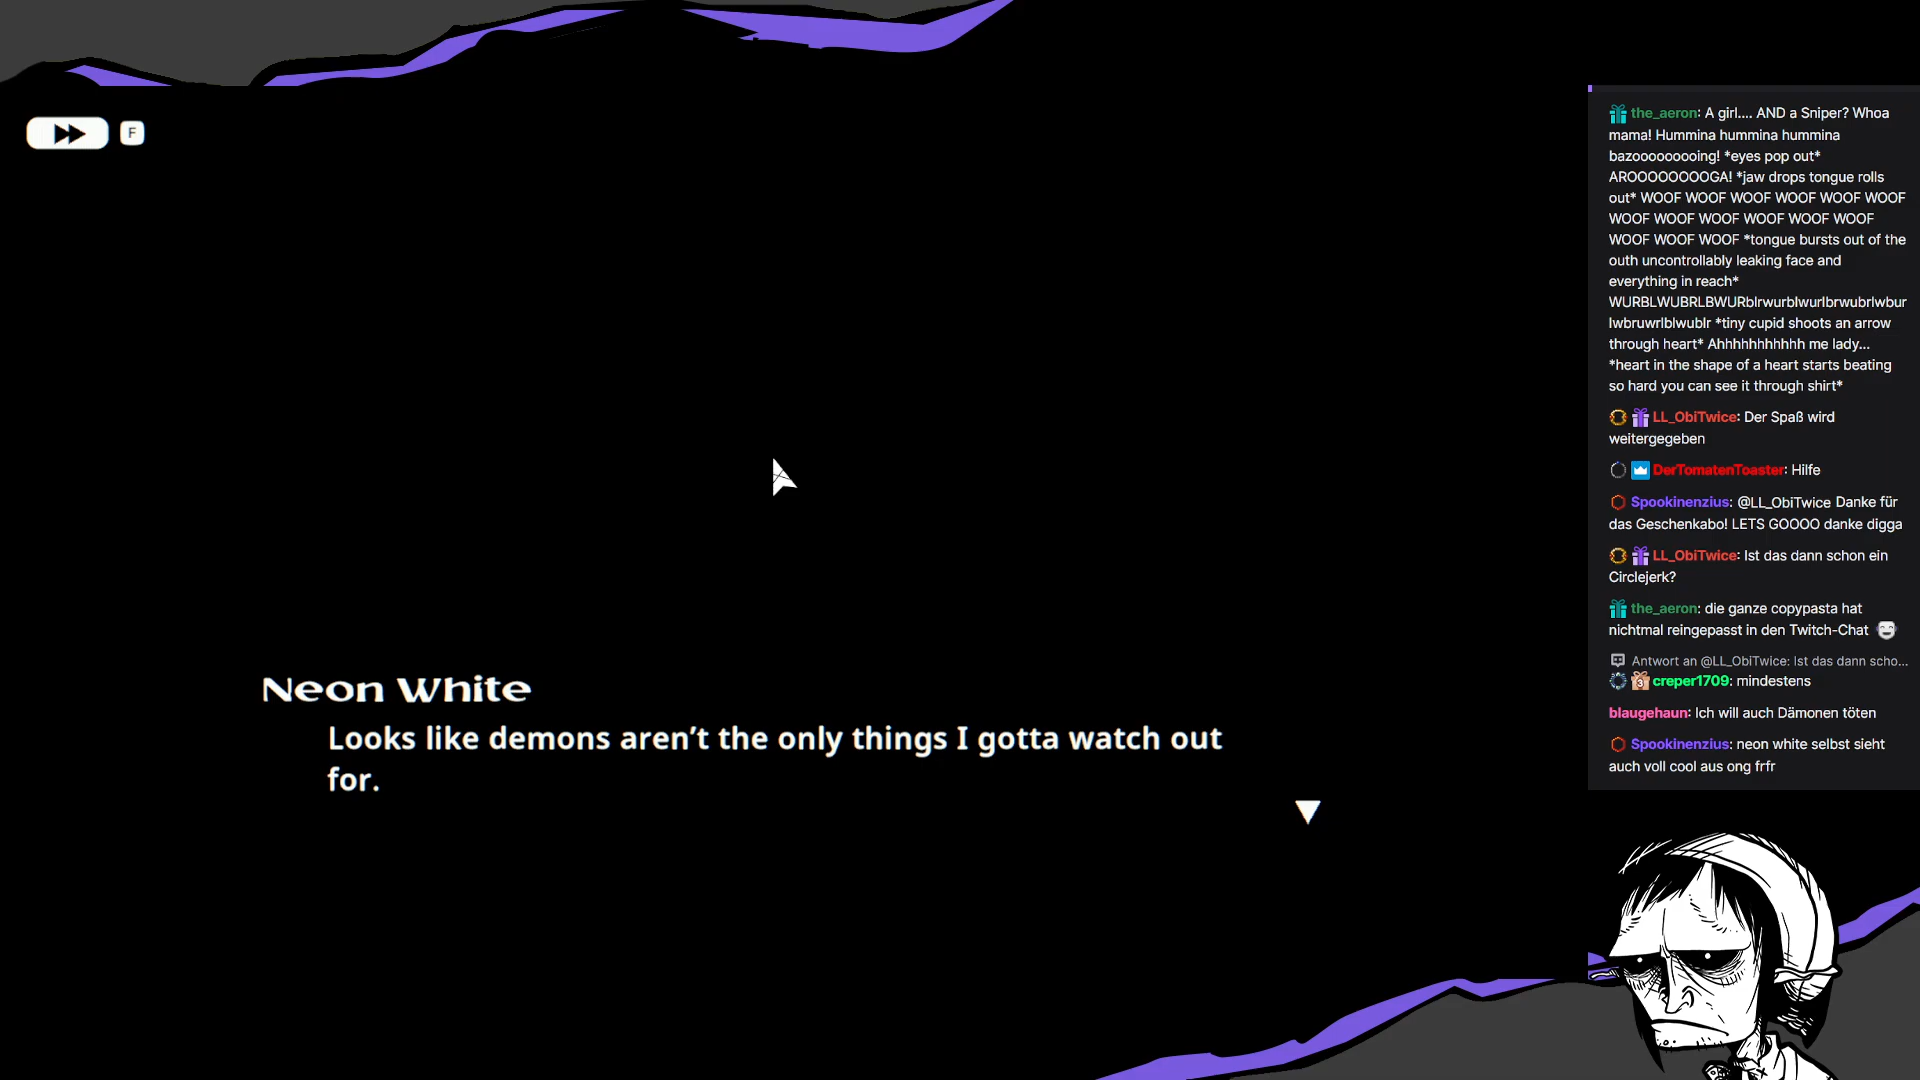 F
Neon White
Looks like demons aren't the only things I gotta watch out
for.
the_aeron: A girl.... AND a Sniper? Whoa
mama! Hummina hummina hummina
bazooooooooing! *eyes pop out*
AROOOOOOOOGA! *jaw drops tongue rolls
out* WOOF WOOF WOOF WOOF WOOF WOOF
WOOF WOOF WOOF WOOF WOOF WOOF
WOOF WOOF WOOF *tongue bursts out of the
outh uncontrollably leaking face and
everything in reach*
WURBLWUBRLBWURblrwurblwurlbrwubrlwbur
lwbruwrlblwublr *tiny cupid shoots an arrow
through heart* Ahhhhhhhhhh me lady...
*heart in the shape of a heart starts beating
so hard you can see it through shirt*
LL_ObiTwice: Der Spaß wird
weitergegeben
DerTomatenToaster: Hilfe
Spookinenzius: @LL_ObiTwice Danke für
das Geschenkabo! LETS GOOOO danke digga
LL_ObiTwice: Ist das dann schon ein
Circlejerk?
the_aeron: die ganze copypasta hat
nichtmal reingepasst in den Twitch-Chat
Antwort an @LL_ObiTwice: Ist das dann scho...
3 creper1709: mindestens
blaugehaun: Ich will auch Dämonen töten
Spookinenzius: neon white selbst sieht
auch voll cool aus ong frfr